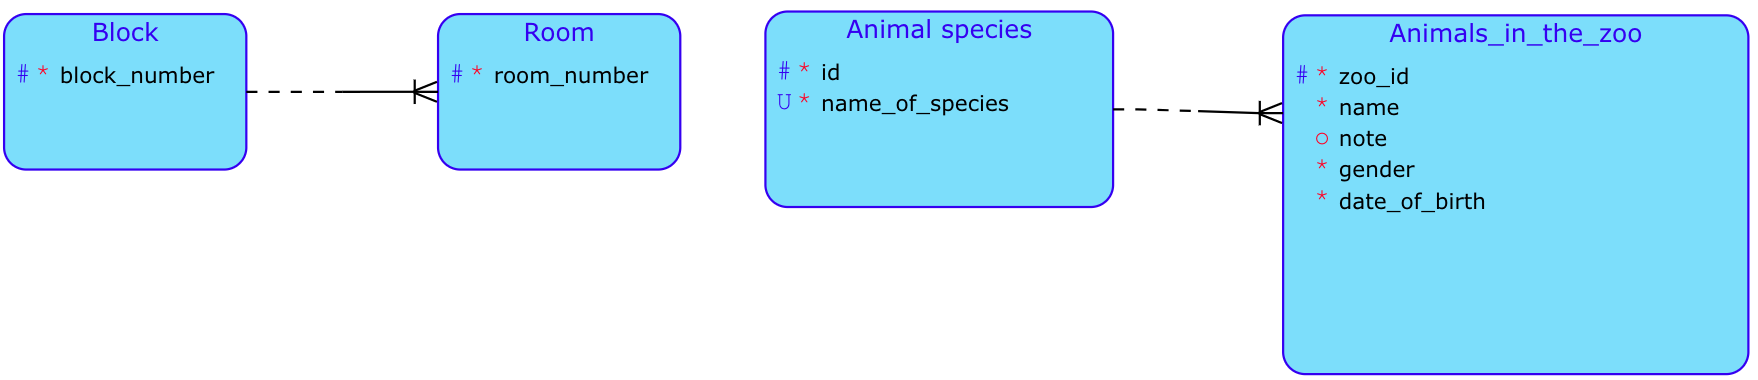 Block
# * block_number
Room
# * room_number
Animal species
# * id
U * name_of_species
Animals_in_the_zoo
# * zoo_id
* name
o note
* gender
* date_of_birth